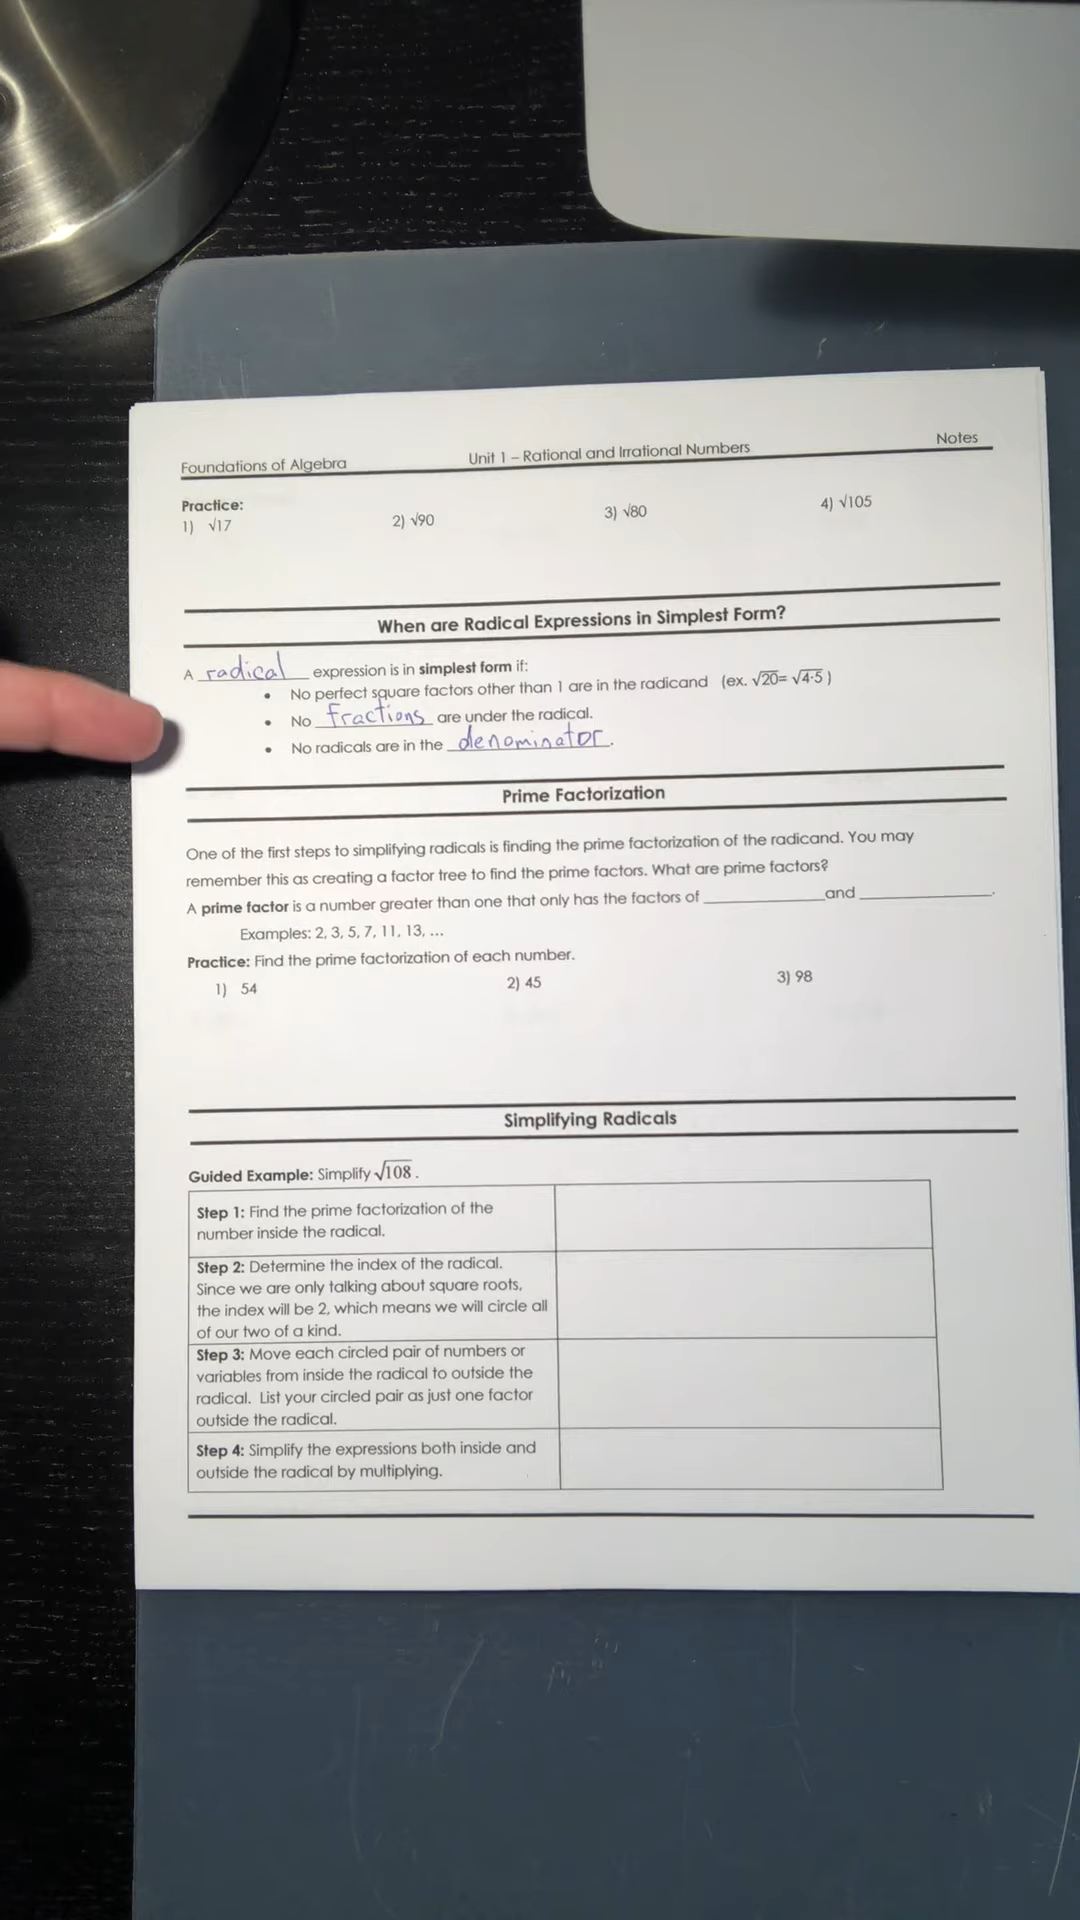 Foundations of Algebra Unit 1 – Rational and Irrational Numbers Notes
Practice:
1) √17 2) √90 3) √80 4) √105
When are Radical Expressions in Simplest Form?
A radical expression is in simplest form if:
• No perfect square factors other than 1 are in the radicand (ex. √20= √4·5 )
• No fractions are under the radical.
• No radicals are in the denominator.
Prime Factorization
One of the first steps to simplifying radicals is finding the prime factorization of the radicand. You may
remember this as creating a factor tree to find the prime factors. What are prime factors?
A prime factor is a number greater than one that only has the factors of ____________and ____________.
Examples: 2, 3, 5, 7, 11, 13, ...
Practice: Find the prime factorization of each number.
1) 54 2) 45 3) 98
Simplifying Radicals
Guided Example: Simplify √108 .
Step 1: Find the prime factorization of the
number inside the radical.
Step 2: Determine the index of the radical.
Since we are only talking about square roots,
the index will be 2, which means we will circle all
of our two of a kind.
Step 3: Move each circled pair of numbers or
variables from inside the radical to outside the
radical. List your circled pair as just one factor
outside the radical.
Step 4: Simplify the expressions both inside and
outside the radical by multiplying.